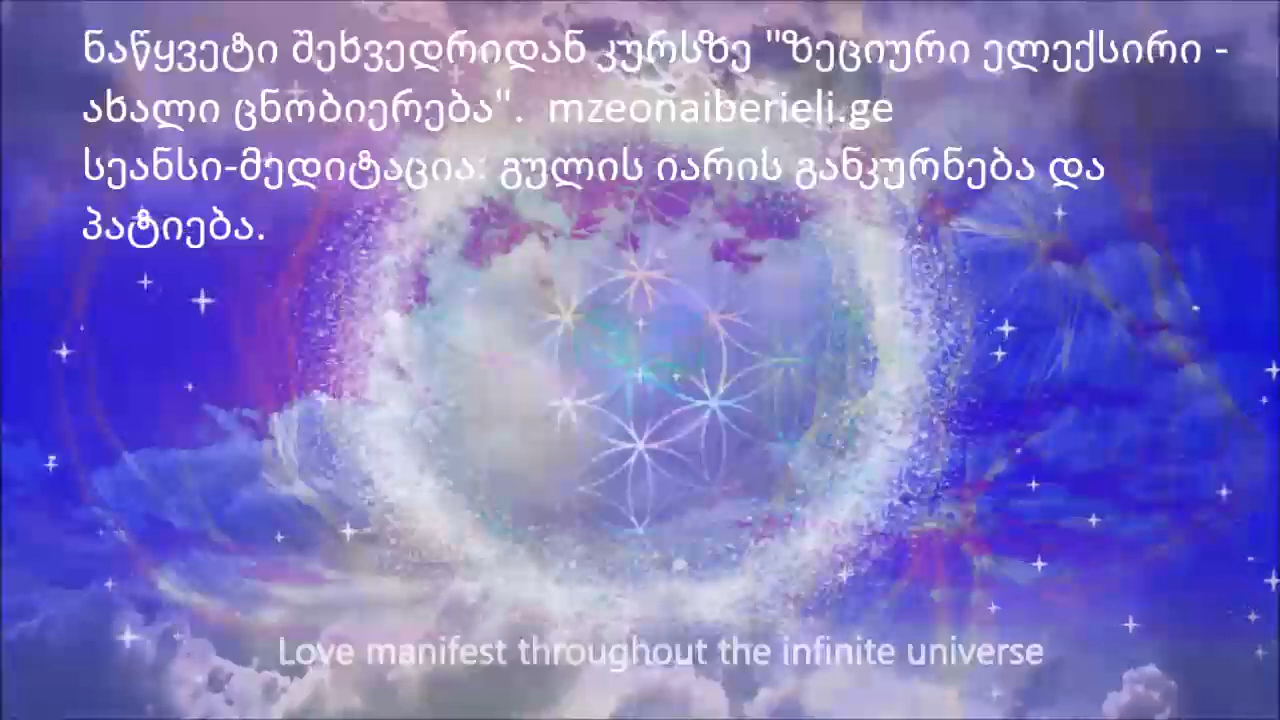 ნაწყვეტი შეხვედრიდან კურსზე "ზეციური ელექსირი -
ახალი ცნობიერება".  mzeonaiberieli.ge
სეანსი-მედიტაცია: გულის იარის განკურნება და
პატიება.
Love manifest throughout the infinite universe